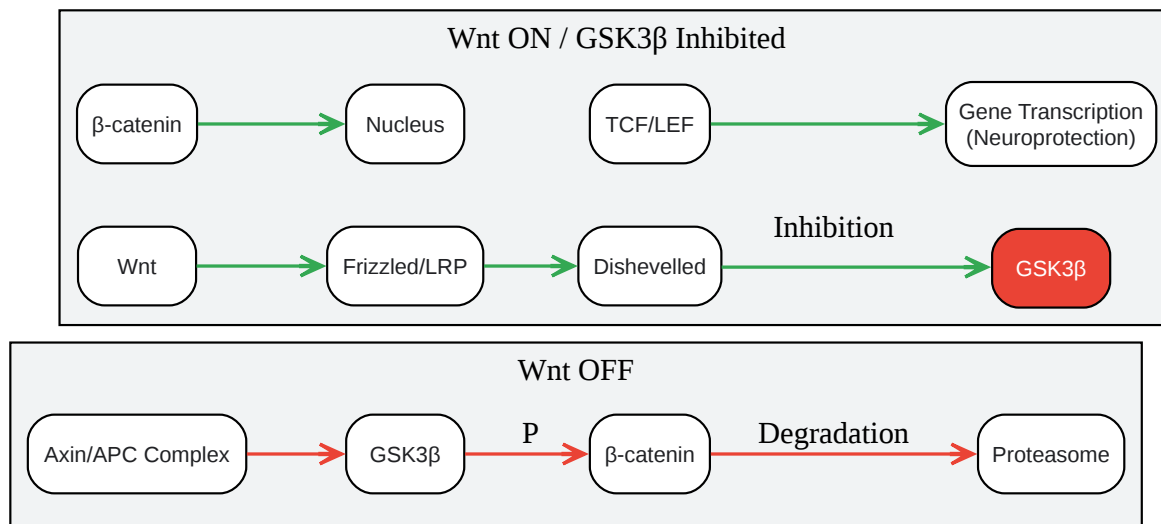 Wnt ON / GSK3β Inhibited
β-catenin
Nucleus
TCF/LEF
Gene Transcription
(Neuroprotection)
Wnt
Frizzled/LRP
Dishevelled
Inhibition
GSK3β
Wnt OFF
Axin/APC Complex
GSK3β
P
β-catenin
Degradation
Proteasome